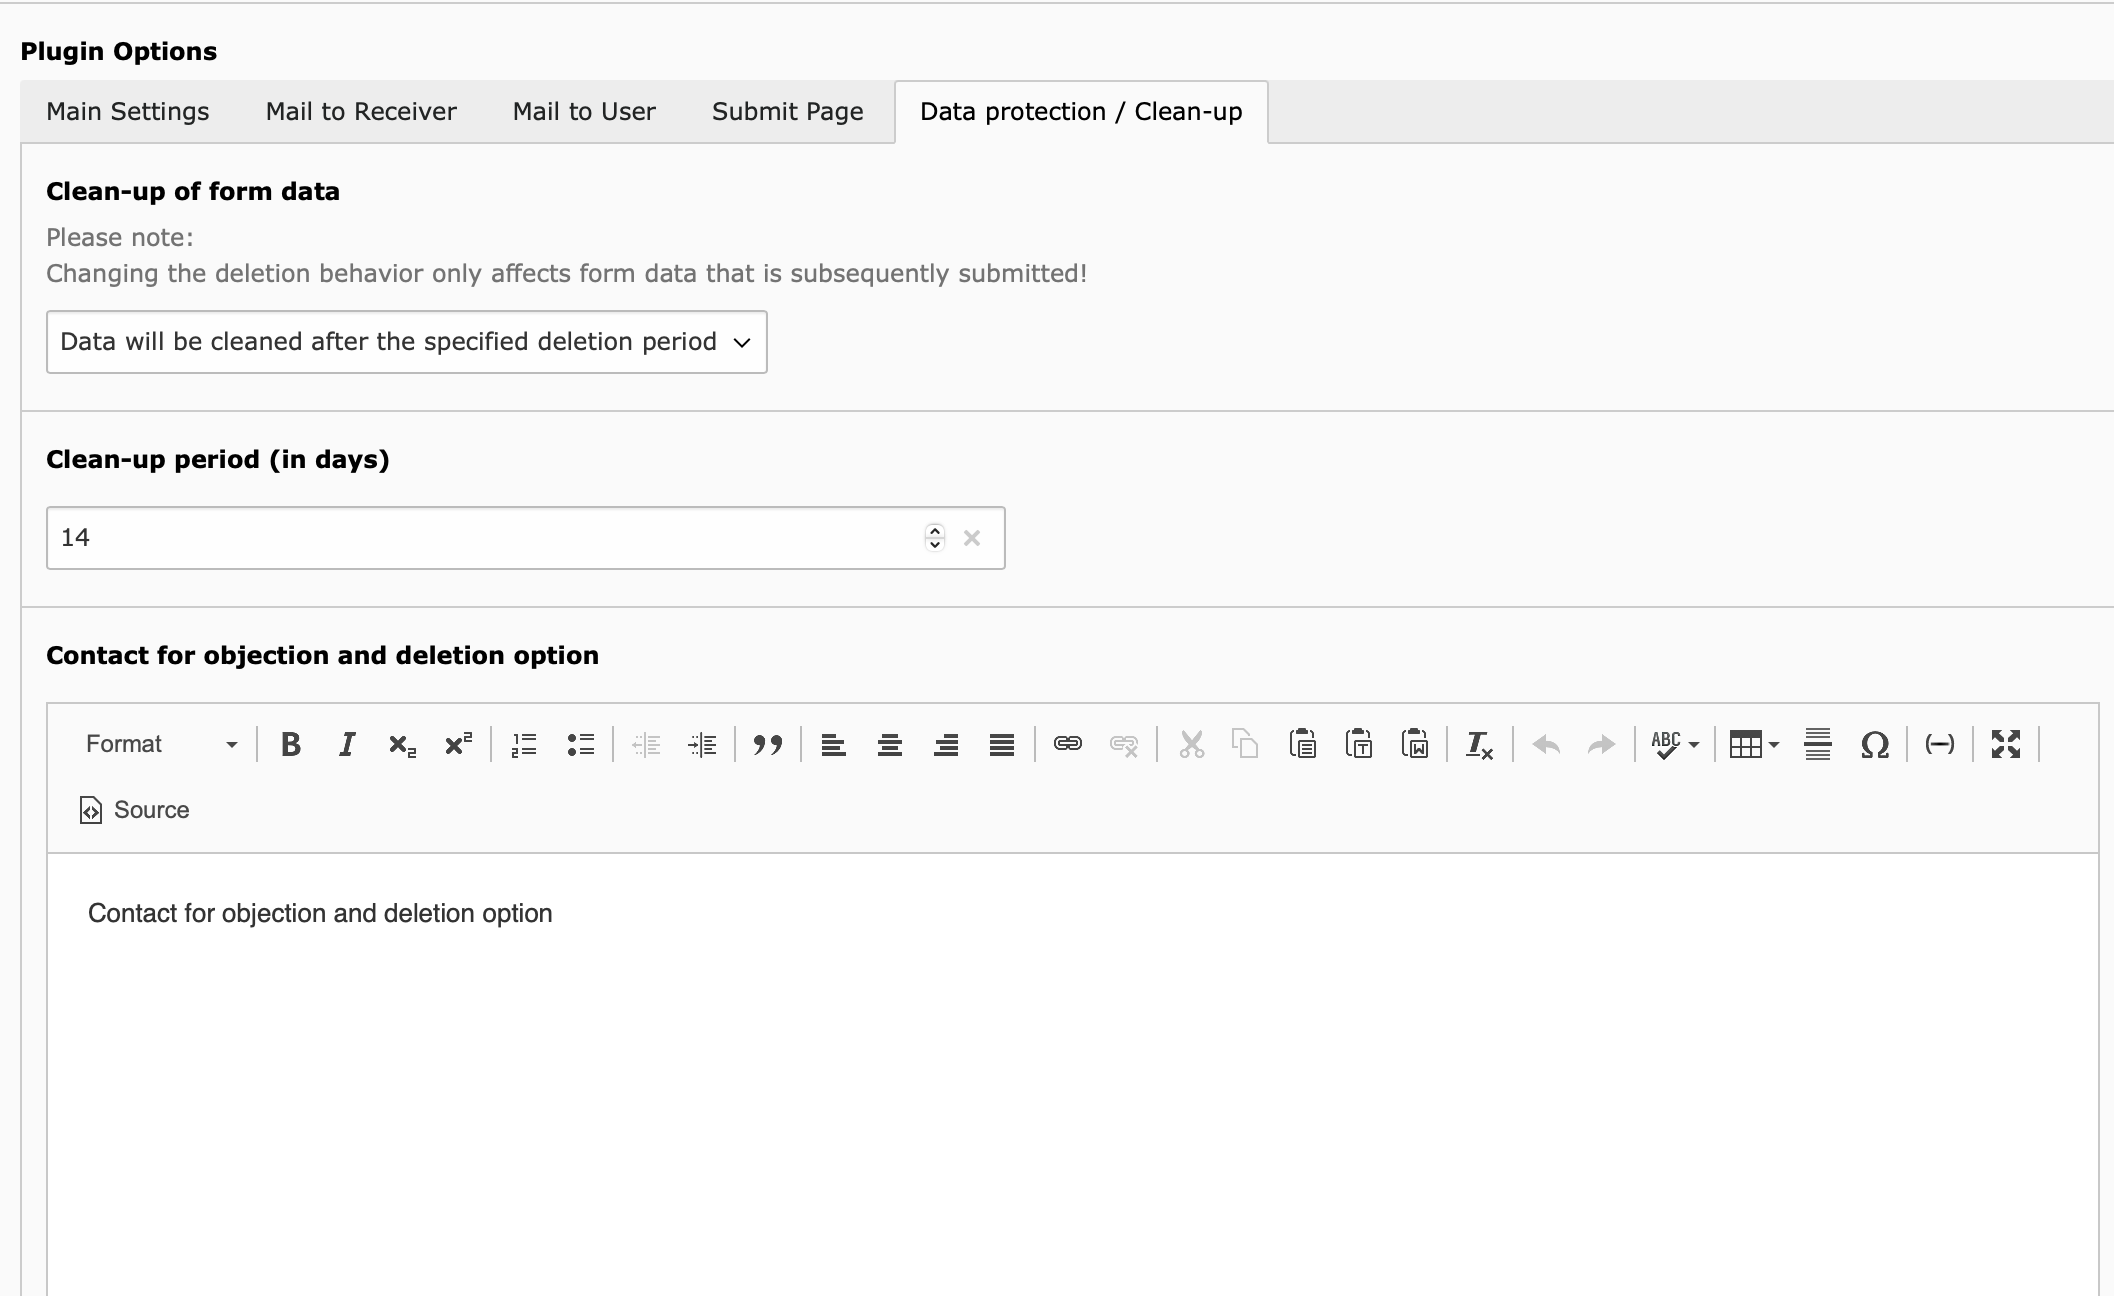 Plugin Options
Main Settings Mail to Receiver Mail to User Submit Page Data protection / Clean-up
Clean-up of form data
Please note:
Changing the deletion behavior only affects form data that is subsequently submitted!
Data will be cleaned after the specified deletion period
Clean-up period (in days)
14
Contact for objection and deletion option
Format
Source
Contact for objection and deletion option